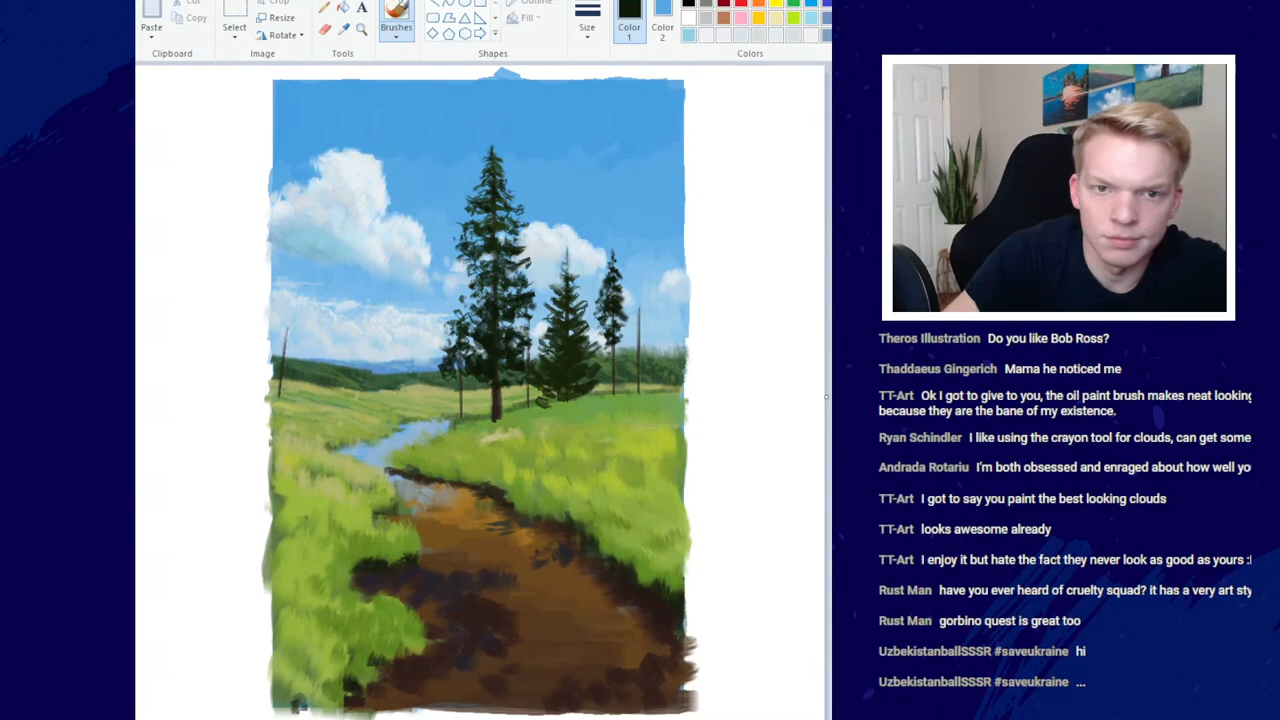 Cut
Crop
Outline
Paste
Copy
Select
Resize
Fill
Rotate
A
Brushes
Size
Color
1
Color
2
Clipboard
Image
Tools
Shapes
Colors
Theros Illustration Do you like Bob Ross?
Thaddaeus Gingerich Mama he noticed me
TT-Art Ok I got to give to you, the oil paint brush makes neat looking
because they are the bane of my existence.
Ryan Schindler I like using the crayon tool for clouds, can get some
Andrada Rotariu I'm both obsessed and enraged about how well yo
TT-Art I got to say you paint the best looking clouds
TT-Art looks awesome already
TT-Art I enjoy it but hate the fact they never look as good as yours :
Rust Man have you ever heard of cruelty squad? it has a very art sty
Rust Man gorbino quest is great too
UzbekistanballSSSR #saveukraine hi
UzbekistanballSSSR #saveukraine ...